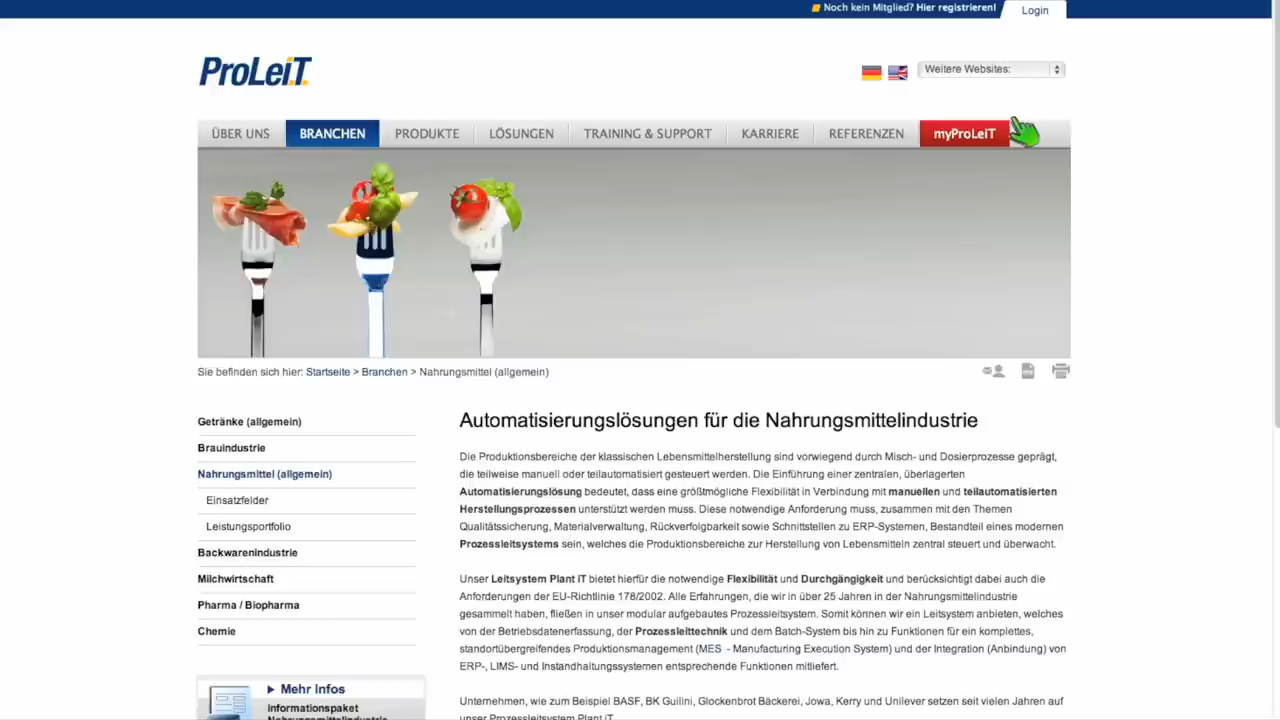 Noch kein Mitglied? Hier registrieren!
Login
ProLeiT
Weitere Websites:
ÜBER UNS
BRANCHEN
PRODUKTE
LÖSUNGEN
TRAINING & SUPPORT
KARRIERE
REFERENZEN
myProLeiT
Sie befinden sich hier: Startseite > Branchen > Nahrungsmittel (allgemein)
Getränke (allgemein)
Brauindustrie
Nahrungsmittel (allgemein)
Einsatzfelder
Leistungsportfolio
Backwarenindustrie
Milchwirtschaft
Pharma / Biopharma
Chemie
Mehr Infos
Informationspaket
Nahrungsmittelindustrie
Automatisierungslösungen für die Nahrungsmittelindustrie
Die Produktionsbereiche der klassischen Lebensmittelherstellung sind vorwiegend durch Misch- und Dosierprozesse geprägt,
die teilweise manuell oder teilautomatisiert gesteuert werden. Die Einführung einer zentralen, überlagerten
Automatisierungslösung bedeutet, dass eine größtmögliche Flexibilität in Verbindung mit manuellen und teilautomatisierten
Herstellungsprozessen unterstützt werden muss. Diese notwendige Anforderung muss, zusammen mit den Themen
Qualitätssicherung, Materialverwaltung, Rückverfolgbarkeit sowie Schnittstellen zu ERP-Systemen, Bestandteil eines modernen
Prozessleitsystems sein, welches die Produktionsbereiche zur Herstellung von Lebensmitteln zentral steuert und überwacht.
Unser Leitsystem Plant iT bietet hierfür die notwendige Flexibilität und Durchgängigkeit und berücksichtigt dabei auch die
Anforderungen der EU-Richtlinie 178/2002. Alle Erfahrungen, die wir in über 25 Jahren in der Nahrungsmittelindustrie
gesammelt haben, fließen in unser modular aufgebautes Prozessleitsystem. Somit können wir ein Leitsystem anbieten, welches
von der Betriebsdatenerfassung, der Prozessleittechnik und dem Batch-System bis hin zu Funktionen für ein komplettes,
standortübergreifendes Produktionsmanagement (MES - Manufacturing Execution System) und der Integration (Anbindung) von
ERP-, LIMS- und Instandhaltungssystemen entsprechende Funktionen mitliefert.
Unternehmen, wie zum Beispiel BASF, BK Guilini, Glockenbrot Bäckerei, Jowa, Kerry und Unilever setzen seit vielen Jahren auf
unser Prozessleitsystem Plant iT.